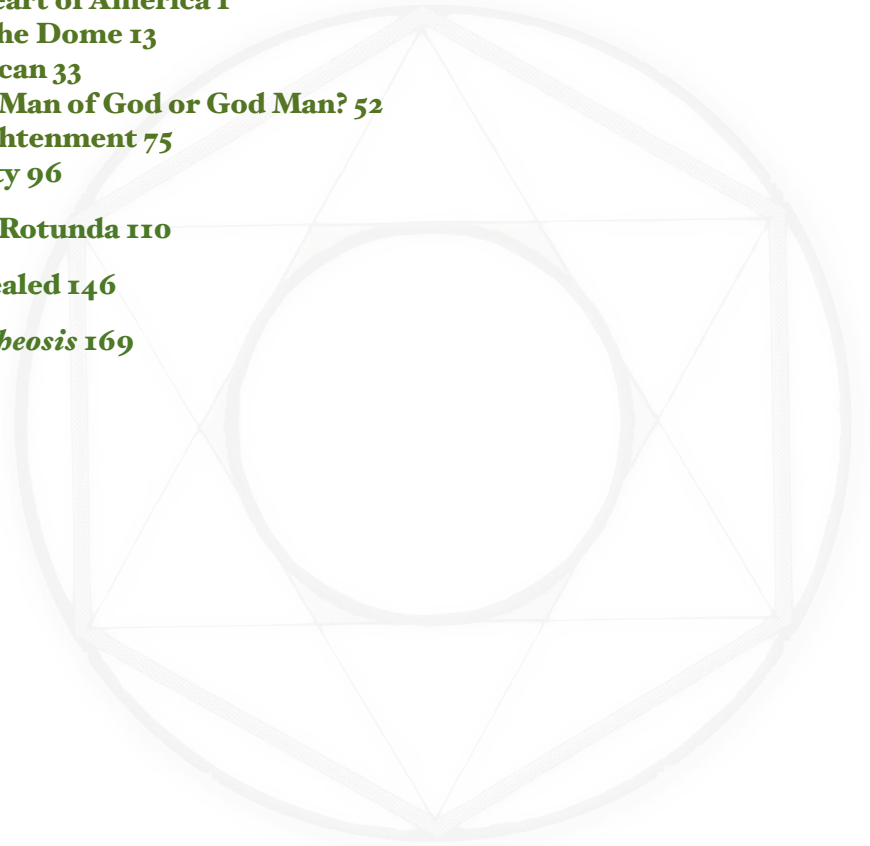 eart of America 1
he Dome 13
can 33
Man of God or God Man? 52
htenment 75
ty 96
Rotunda 110
ealed 146
heosis 169